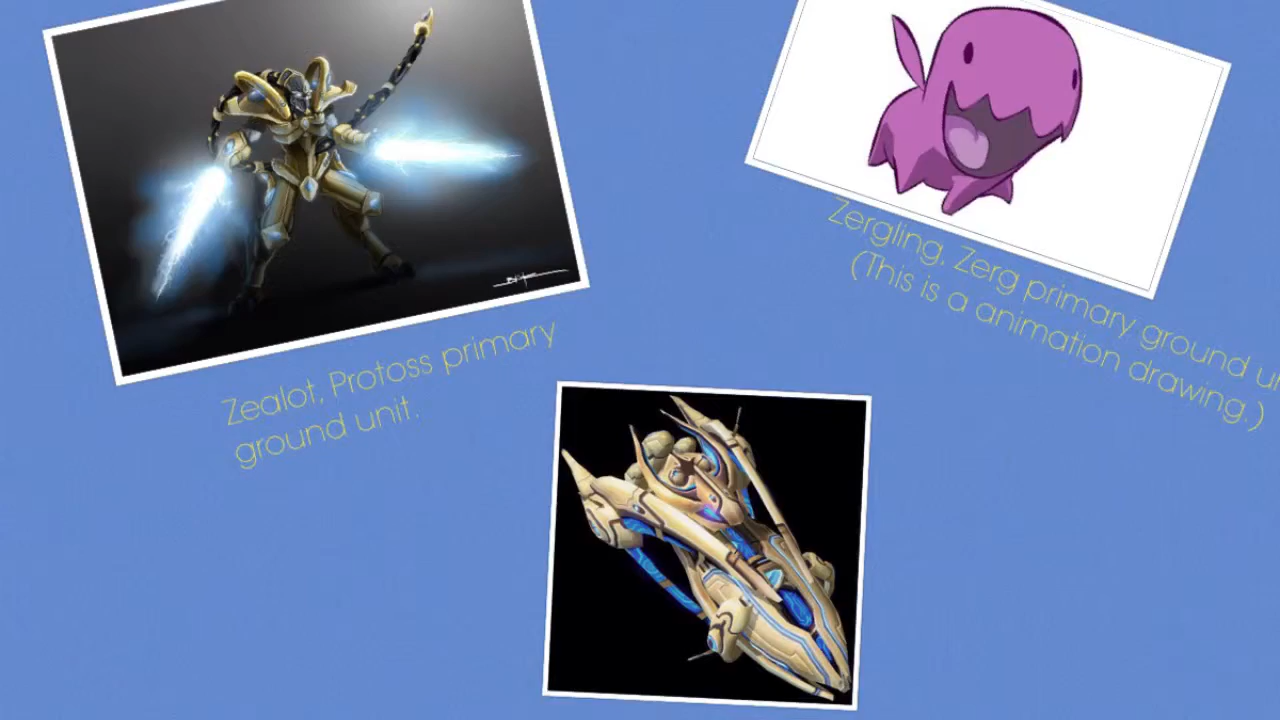 Zealot, Protoss primary
ground unit.
Zergling, Zerg primary ground
(This is a animation drawing.)